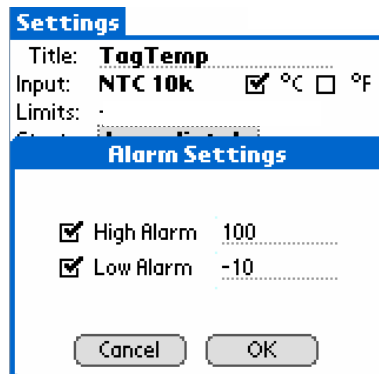 Settings
Title: TagTemp
Input: NTC 10k °C °F
Limits: -
Alarm Settings
High Alarm 100
Low Alarm -10
Cancel OK